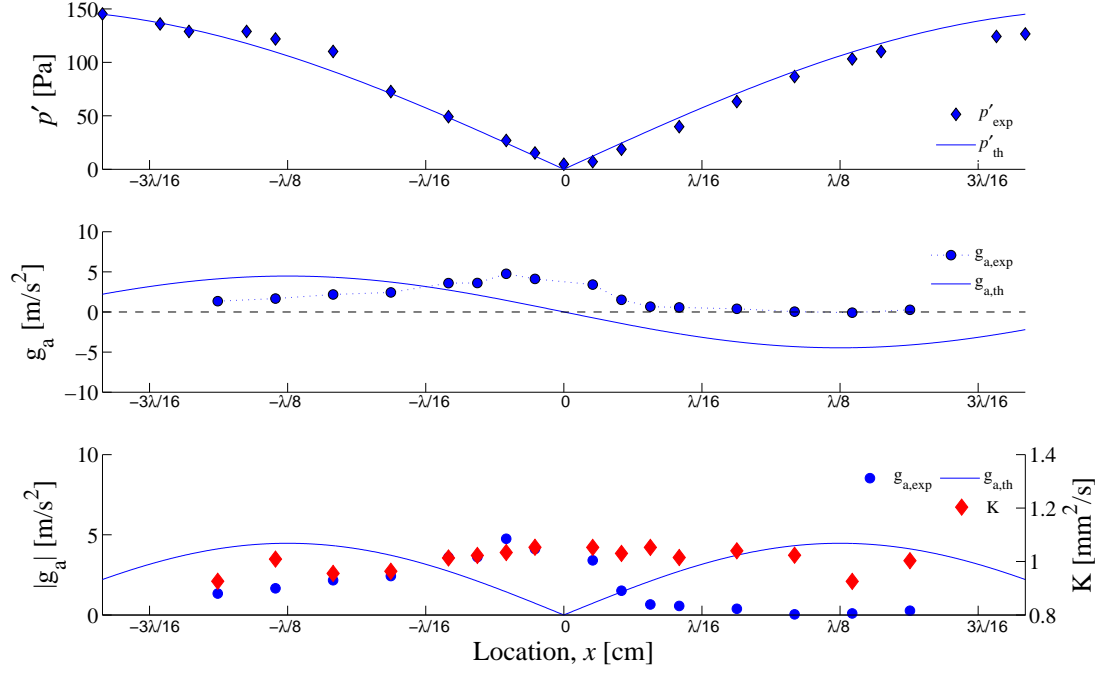 150
100
50
0
p′ [Pa]
p′exp
p′th
−3λ/16 −λ/8 −λ/16 0 λ/16 λ/8 3λ/16
10
5
0
−5
−10
ga [m/s²]
ga,exp
ga,th
−3λ/16 −λ/8 −λ/16 0 λ/16 λ/8 3λ/16
10
5
0
|ga| [m/s²]
ga,exp ga,th
K
1.4
1.2
1
0.8
K [mm²/s]
−3λ/16 −λ/8 −λ/16 0 λ/16 λ/8 3λ/16
Location, x [cm]